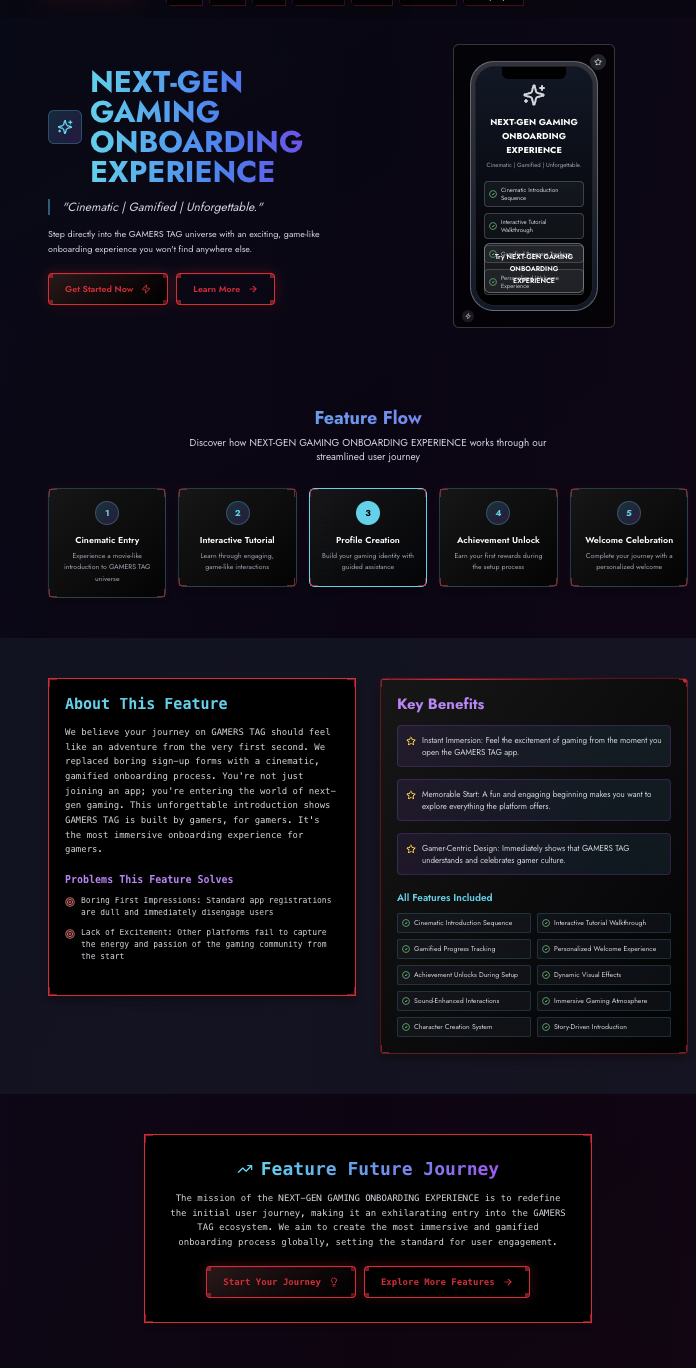 NEXT-GEN
GAMING
ONBOARDING
EXPERIENCE
"Cinematic | Gamified | Unforgettable."
Step directly into the GAMERS TAG universe with an exciting, game-like
onboarding experience you won't find anywhere else.
Get Started Now
Learn More
NEXT-GEN GAMING
ONBOARDING
EXPERIENCE
Cinematic | Gamified | Unforgettable.
Cinematic Introduction
Sequence
Interactive Tutorial
Walkthrough
Try NEXT-GEN GAMING
ONBOARDING
EXPERIENCE
Feature Flow
Discover how NEXT-GEN GAMING ONBOARDING EXPERIENCE works through our
streamlined user journey
1
Cinematic Entry
Experience a movie-like
introduction to GAMERS TAG
universe
2
Interactive Tutorial
Learn through engaging,
game-like interactions
3
Profile Creation
Build your gaming identity with
guided assistance
4
Achievement Unlock
Earn your first rewards during
the setup process
5
Welcome Celebration
Complete your journey with a
personalized welcome
About This Feature
We believe your journey on GAMERS TAG should feel
like an adventure from the very first second. We
replaced boring sign-up forms with a cinematic,
gamified onboarding process. You're not just
joining an app; you're entering the world of next-
gen gaming. This unforgettable introduction shows
GAMERS TAG is built by gamers, for gamers. It's
the most immersive onboarding experience for
gamers.
Problems This Feature Solves
Boring First Impressions: Standard app registrations
are dull and immediately disengage users
Lack of Excitement: Other platforms fail to capture
the energy and passion of the gaming community from
the start
Key Benefits
Instant Immersion: Feel the excitement of gaming from the moment you
open the GAMERS TAG app.
Memorable Start: A fun and engaging beginning makes you want to
explore everything the platform offers.
Gamer-Centric Design: Immediately shows that GAMERS TAG
understands and celebrates gamer culture.
All Features Included
Cinematic Introduction Sequence
Interactive Tutorial Walkthrough
Gamified Progress Tracking
Personalized Welcome Experience
Achievement Unlocks During Setup
Dynamic Visual Effects
Sound-Enhanced Interactions
Immersive Gaming Atmosphere
Character Creation System
Story-Driven Introduction
Feature Future Journey
The mission of the NEXT-GEN GAMING ONBOARDING EXPERIENCE is to redefine
the initial user journey, making it an exhilarating entry into the GAMERS
TAG ecosystem. We aim to create the most immersive and gamified
onboarding process globally, setting the standard for user engagement.
Start Your Journey
Explore More Features